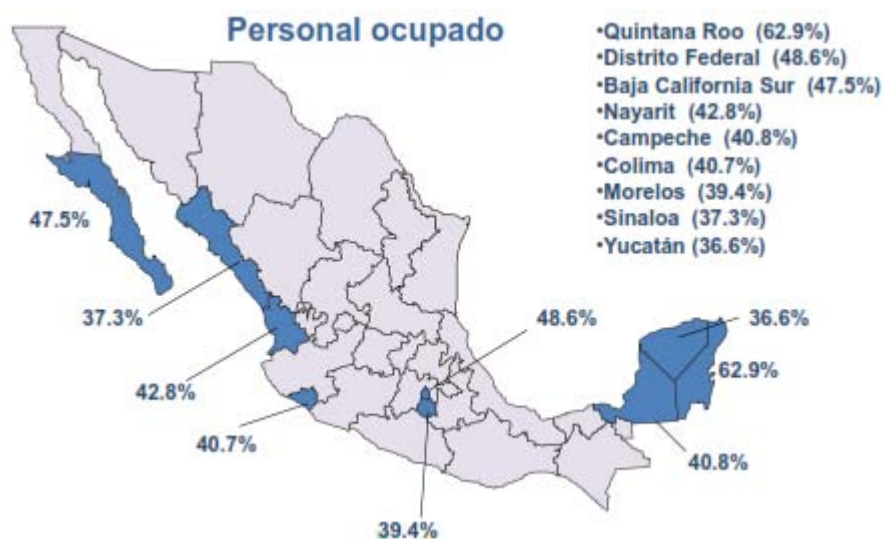 Personal ocupado
•Quintana Roo (62.9%)
•Distrito Federal (48.6%)
•Baja California Sur (47.5%)
•Nayarit (42.8%)
•Campeche (40.8%)
•Colima (40.7%)
•Morelos (39.4%)
•Sinaloa (37.3%)
•Yucatán (36.6%)
47.5%
37.3%
48.6%
36.6%
62.9%
42.8%
40.7%
40.8%
39.4%